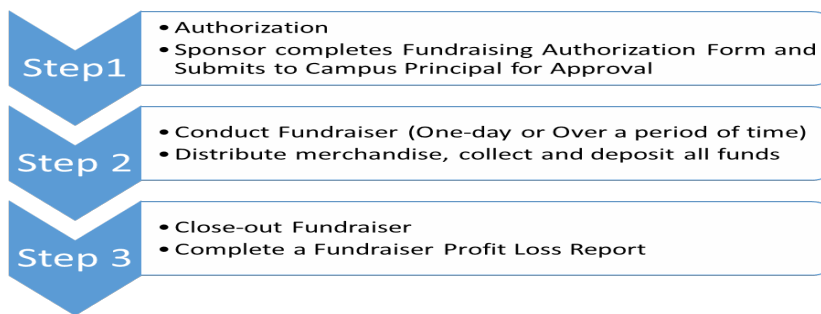 Step1
• Authorization
• Sponsor completes Fundraising Authorization Form and
Submits to Campus Principal for Approval
Step 2
• Conduct Fundraiser (One-day or Over a period of time)
• Distribute merchandise, collect and deposit all funds
Step 3
• Close-out Fundraiser
• Complete a Fundraiser Profit Loss Report